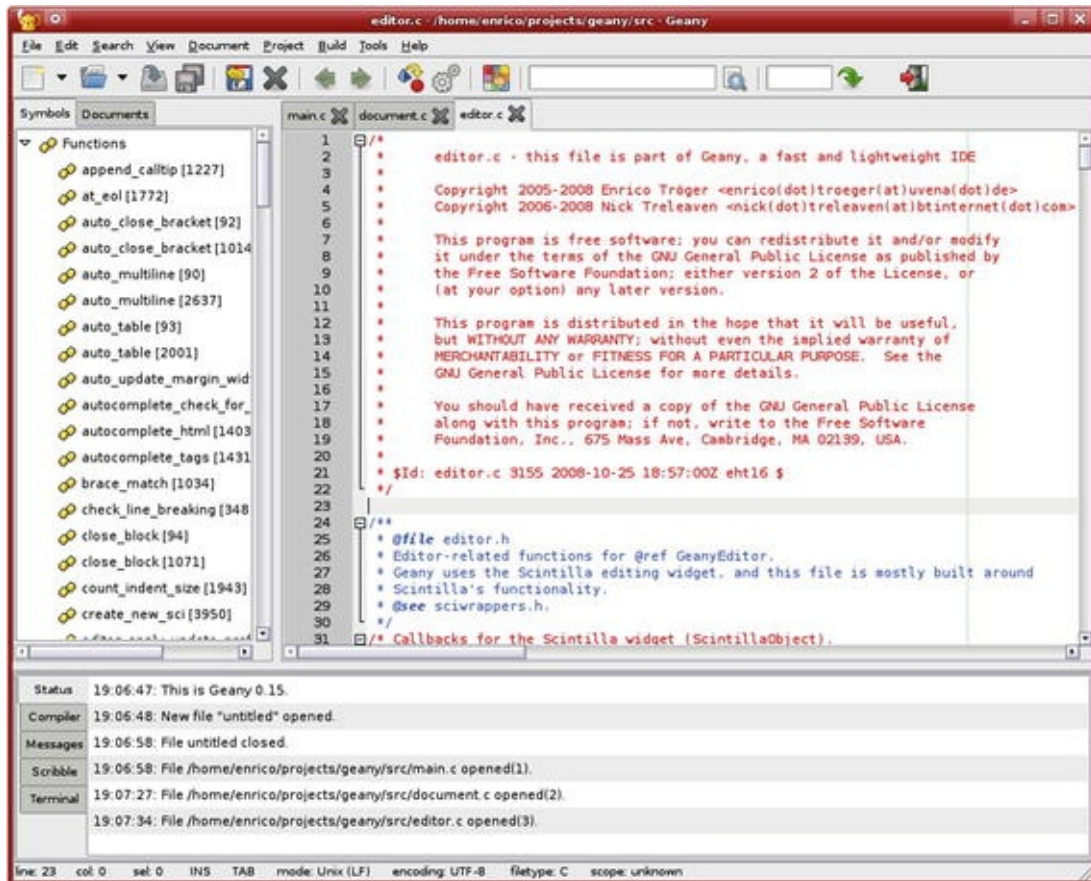 editor.c - /home/enrico/projects/geany/src - Geany
File Edit Search View Document Project Build Tools Help
Symbols Documents
Functions
append_calltip [1227]
at_eol [1772]
auto_close_bracket [92]
auto_close_bracket [1014
auto_multiline [90]
auto_multiline [2637]
auto_table [93]
auto_table [2001]
auto_update_margin_wid
autocomplete_check_for_
autocomplete_html [1403
autocomplete_tags [1431
brace_match [1034]
check_line_breaking [348
close_block [94]
close_block [1071]
count_indent_size [1943]
create_new_sci [3950]
main.c document.c editor.c
1 /*
2 * editor.c - this file is part of Geany, a fast and lightweight IDE
3 *
4 * Copyright 2005-2008 Enrico Tröger <enrico(dot)troeger(at)uvena(dot)de>
5 * Copyright 2006-2008 Nick Treleaven <nick(dot)treleaven(at)btinternet(dot)com>
6 *
7 * This program is free software; you can redistribute it and/or modify
8 * it under the terms of the GNU General Public License as published by
9 * the Free Software Foundation; either version 2 of the License, or
10 * (at your option) any later version.
11 *
12 * This program is distributed in the hope that it will be useful,
13 * but WITHOUT ANY WARRANTY; without even the implied warranty of
14 * MERCHANTABILITY or FITNESS FOR A PARTICULAR PURPOSE. See the
15 * GNU General Public License for more details.
16 *
17 * You should have received a copy of the GNU General Public License
18 * along with this program; if not, write to the Free Software
19 * Foundation, Inc., 675 Mass Ave, Cambridge, MA 02139, USA.
20 *
21 * $Id: editor.c 3155 2008-10-25 18:57:00Z eht16 $
22 */
23
24 /**
25 * @file editor.h
26 * Editor-related functions for @ref GeanyEditor.
27 * Geany uses the Scintilla editing widget, and this file is mostly built around
28 * Scintilla's functionality.
29 * @see sciwrappers.h.
30 */
31 /* Callbacks for the Scintilla widget (ScintillaObject).
Status
Compiler
Messages
Scribble
Terminal
19:06:47: This is Geany 0.15.
19:06:48: New file "untitled" opened.
19:06:58: File untitled closed.
19:06:58: File /home/enrico/projects/geany/src/main.c opened(1).
19:07:27: File /home/enrico/projects/geany/src/document.c opened(2).
19:07:34: File /home/enrico/projects/geany/src/editor.c opened(3).
line: 23 col: 0 sel: 0 INS TAB mode: Unix (LF) encoding: UTF-8 filetype: C scope: unknown